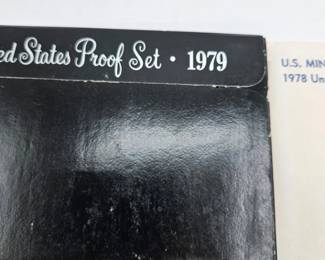 ed States Proof Set · 1979
U.S. MIN
1978 Un